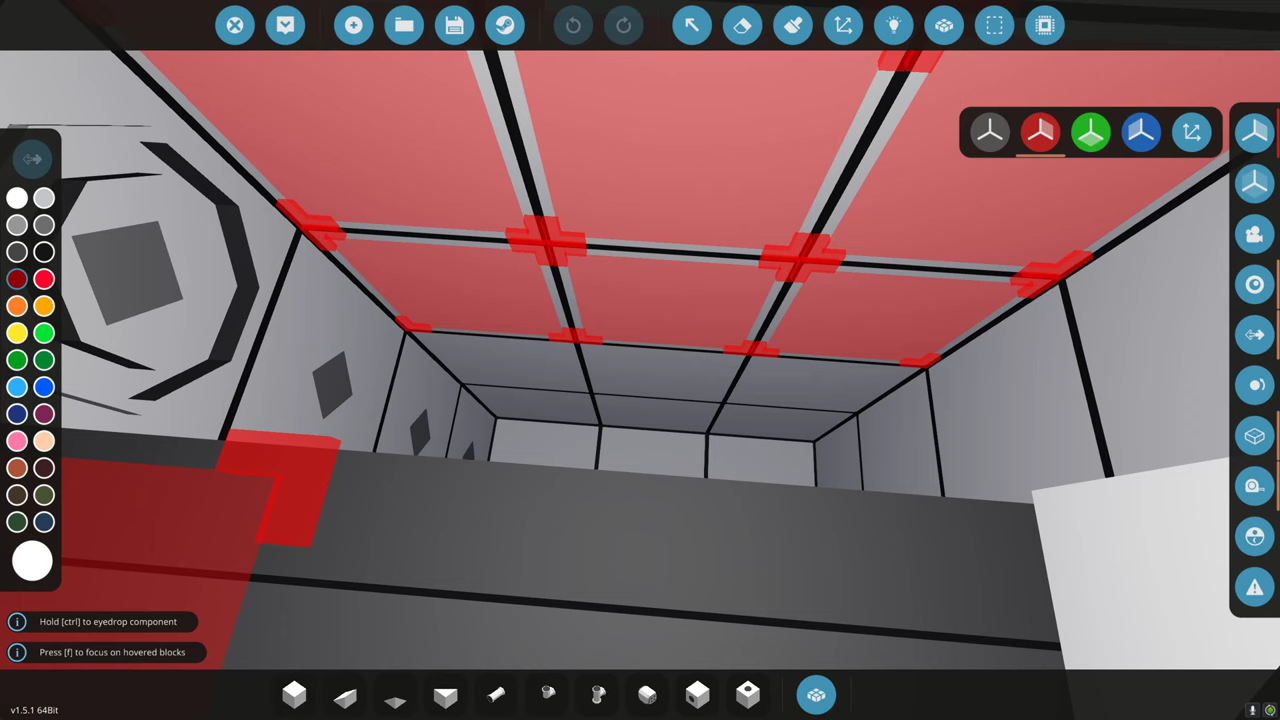 Hold [ctrl] to eyedrop component
Press [f] to focus on hovered blocks
v1.5.1 64Bit